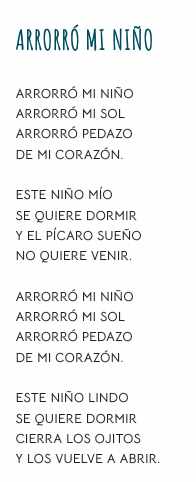 ARRORRÓ MI NIÑO
ARRORRÓ MI NIÑO
ARRORRÓ MI SOL
ARRORRÓ PEDAZO
DE MI CORAZÓN.
ESTE NIÑO MÍO
SE QUIERE DORMIR
Y EL PÍCARO SUEÑO
NO QUIERE VENIR.
ARRORRÓ MI NIÑO
ARRORRÓ MI SOL
ARRORRÓ PEDAZO
DE MI CORAZÓN.
ESTE NIÑO LINDO
SE QUIERE DORMIR
CIERRA LOS OJITOS
Y LOS VUELVE A ABRIR.